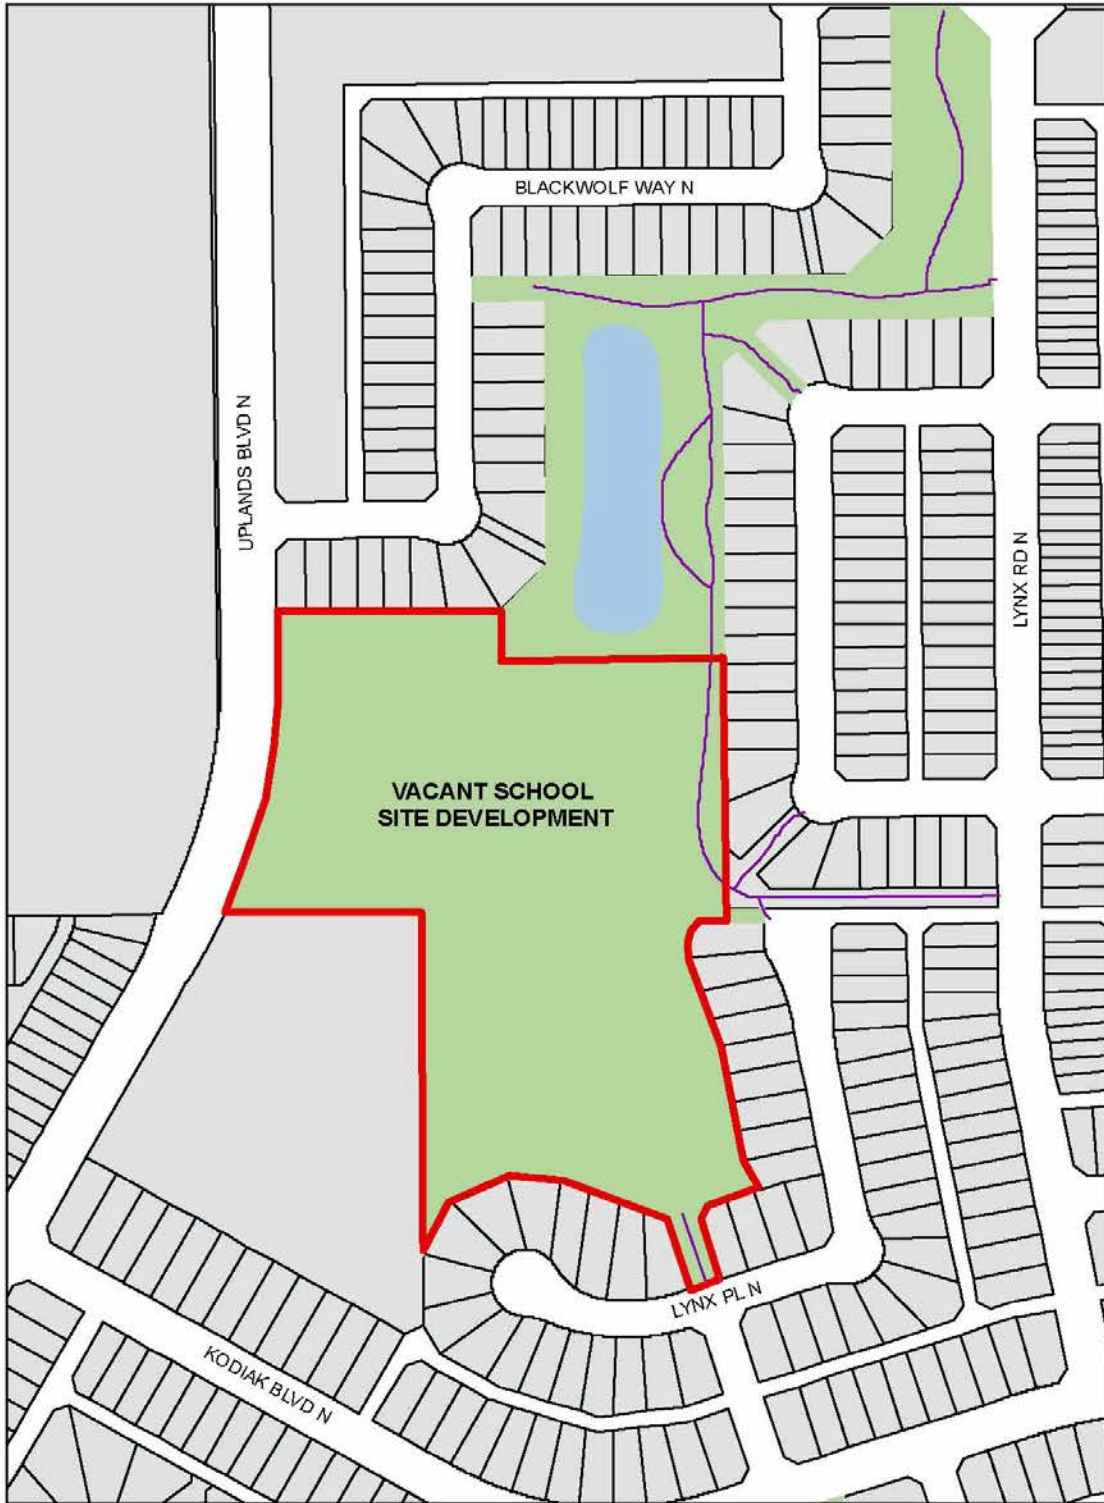 BLACKWOLF WAY N
UPLANDS BLVD N
LYNX RD N
VACANT SCHOOL
SITE DEVELOPMENT
LYNX PL N
KODIAK BLVD N